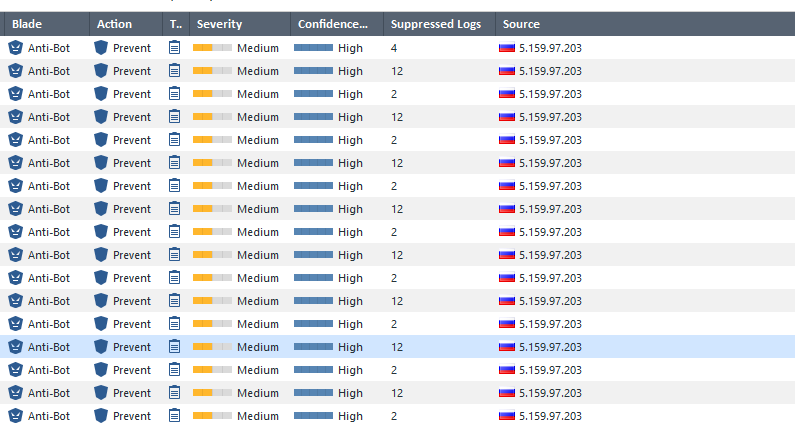 Blade Action T.. Severity Confidence... Suppressed Logs Source
Anti-Bot Prevent Medium High 4 5.159.97.203
Anti-Bot Prevent Medium High 12 5.159.97.203
Anti-Bot Prevent Medium High 2 5.159.97.203
Anti-Bot Prevent Medium High 12 5.159.97.203
Anti-Bot Prevent Medium High 2 5.159.97.203
Anti-Bot Prevent Medium High 12 5.159.97.203
Anti-Bot Prevent Medium High 2 5.159.97.203
Anti-Bot Prevent Medium High 12 5.159.97.203
Anti-Bot Prevent Medium High 2 5.159.97.203
Anti-Bot Prevent Medium High 12 5.159.97.203
Anti-Bot Prevent Medium High 2 5.159.97.203
Anti-Bot Prevent Medium High 12 5.159.97.203
Anti-Bot Prevent Medium High 2 5.159.97.203
Anti-Bot Prevent Medium High 12 5.159.97.203
Anti-Bot Prevent Medium High 2 5.159.97.203
Anti-Bot Prevent Medium High 12 5.159.97.203
Anti-Bot Prevent Medium High 2 5.159.97.203